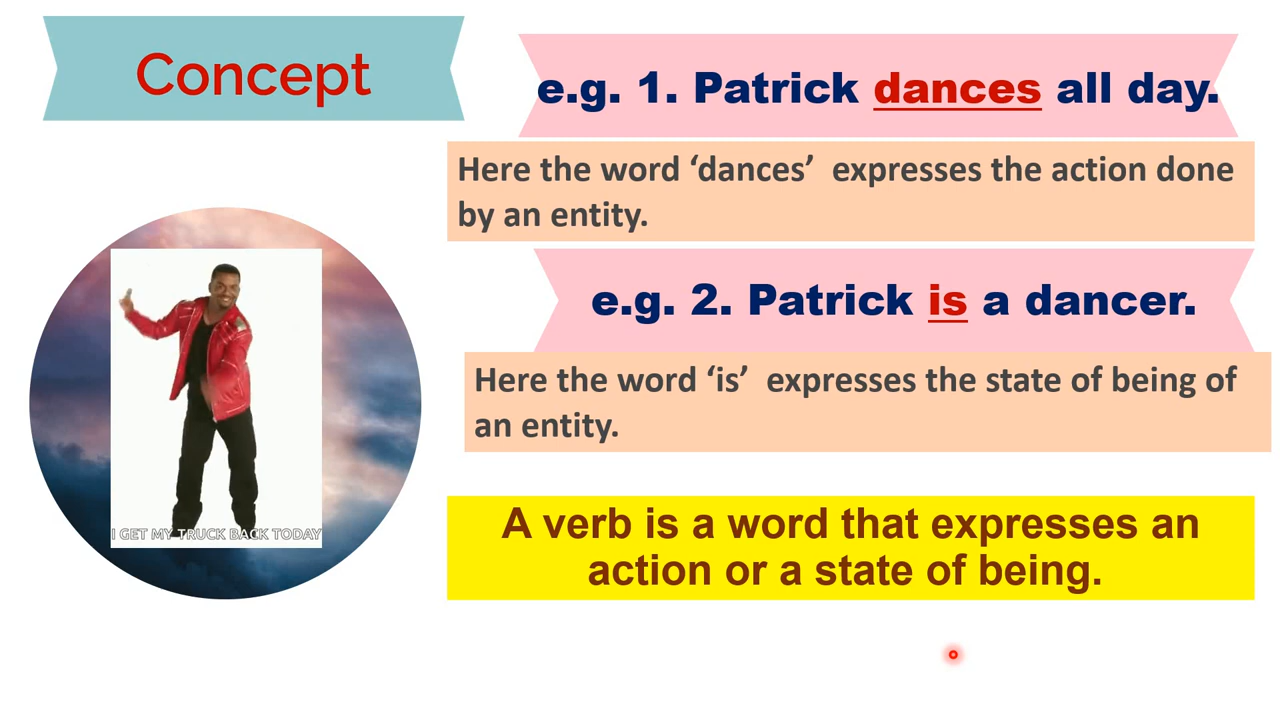 Concept
e.g. 1. Patrick dances all day.
Here the word ‘dances’ expresses the action done
by an entity.
e.g. 2. Patrick is a dancer.
Here the word ‘is’ expresses the state of being of
an entity.
I GET MY TRUCK BACK TODAY
A verb is a word that expresses an
action or a state of being.